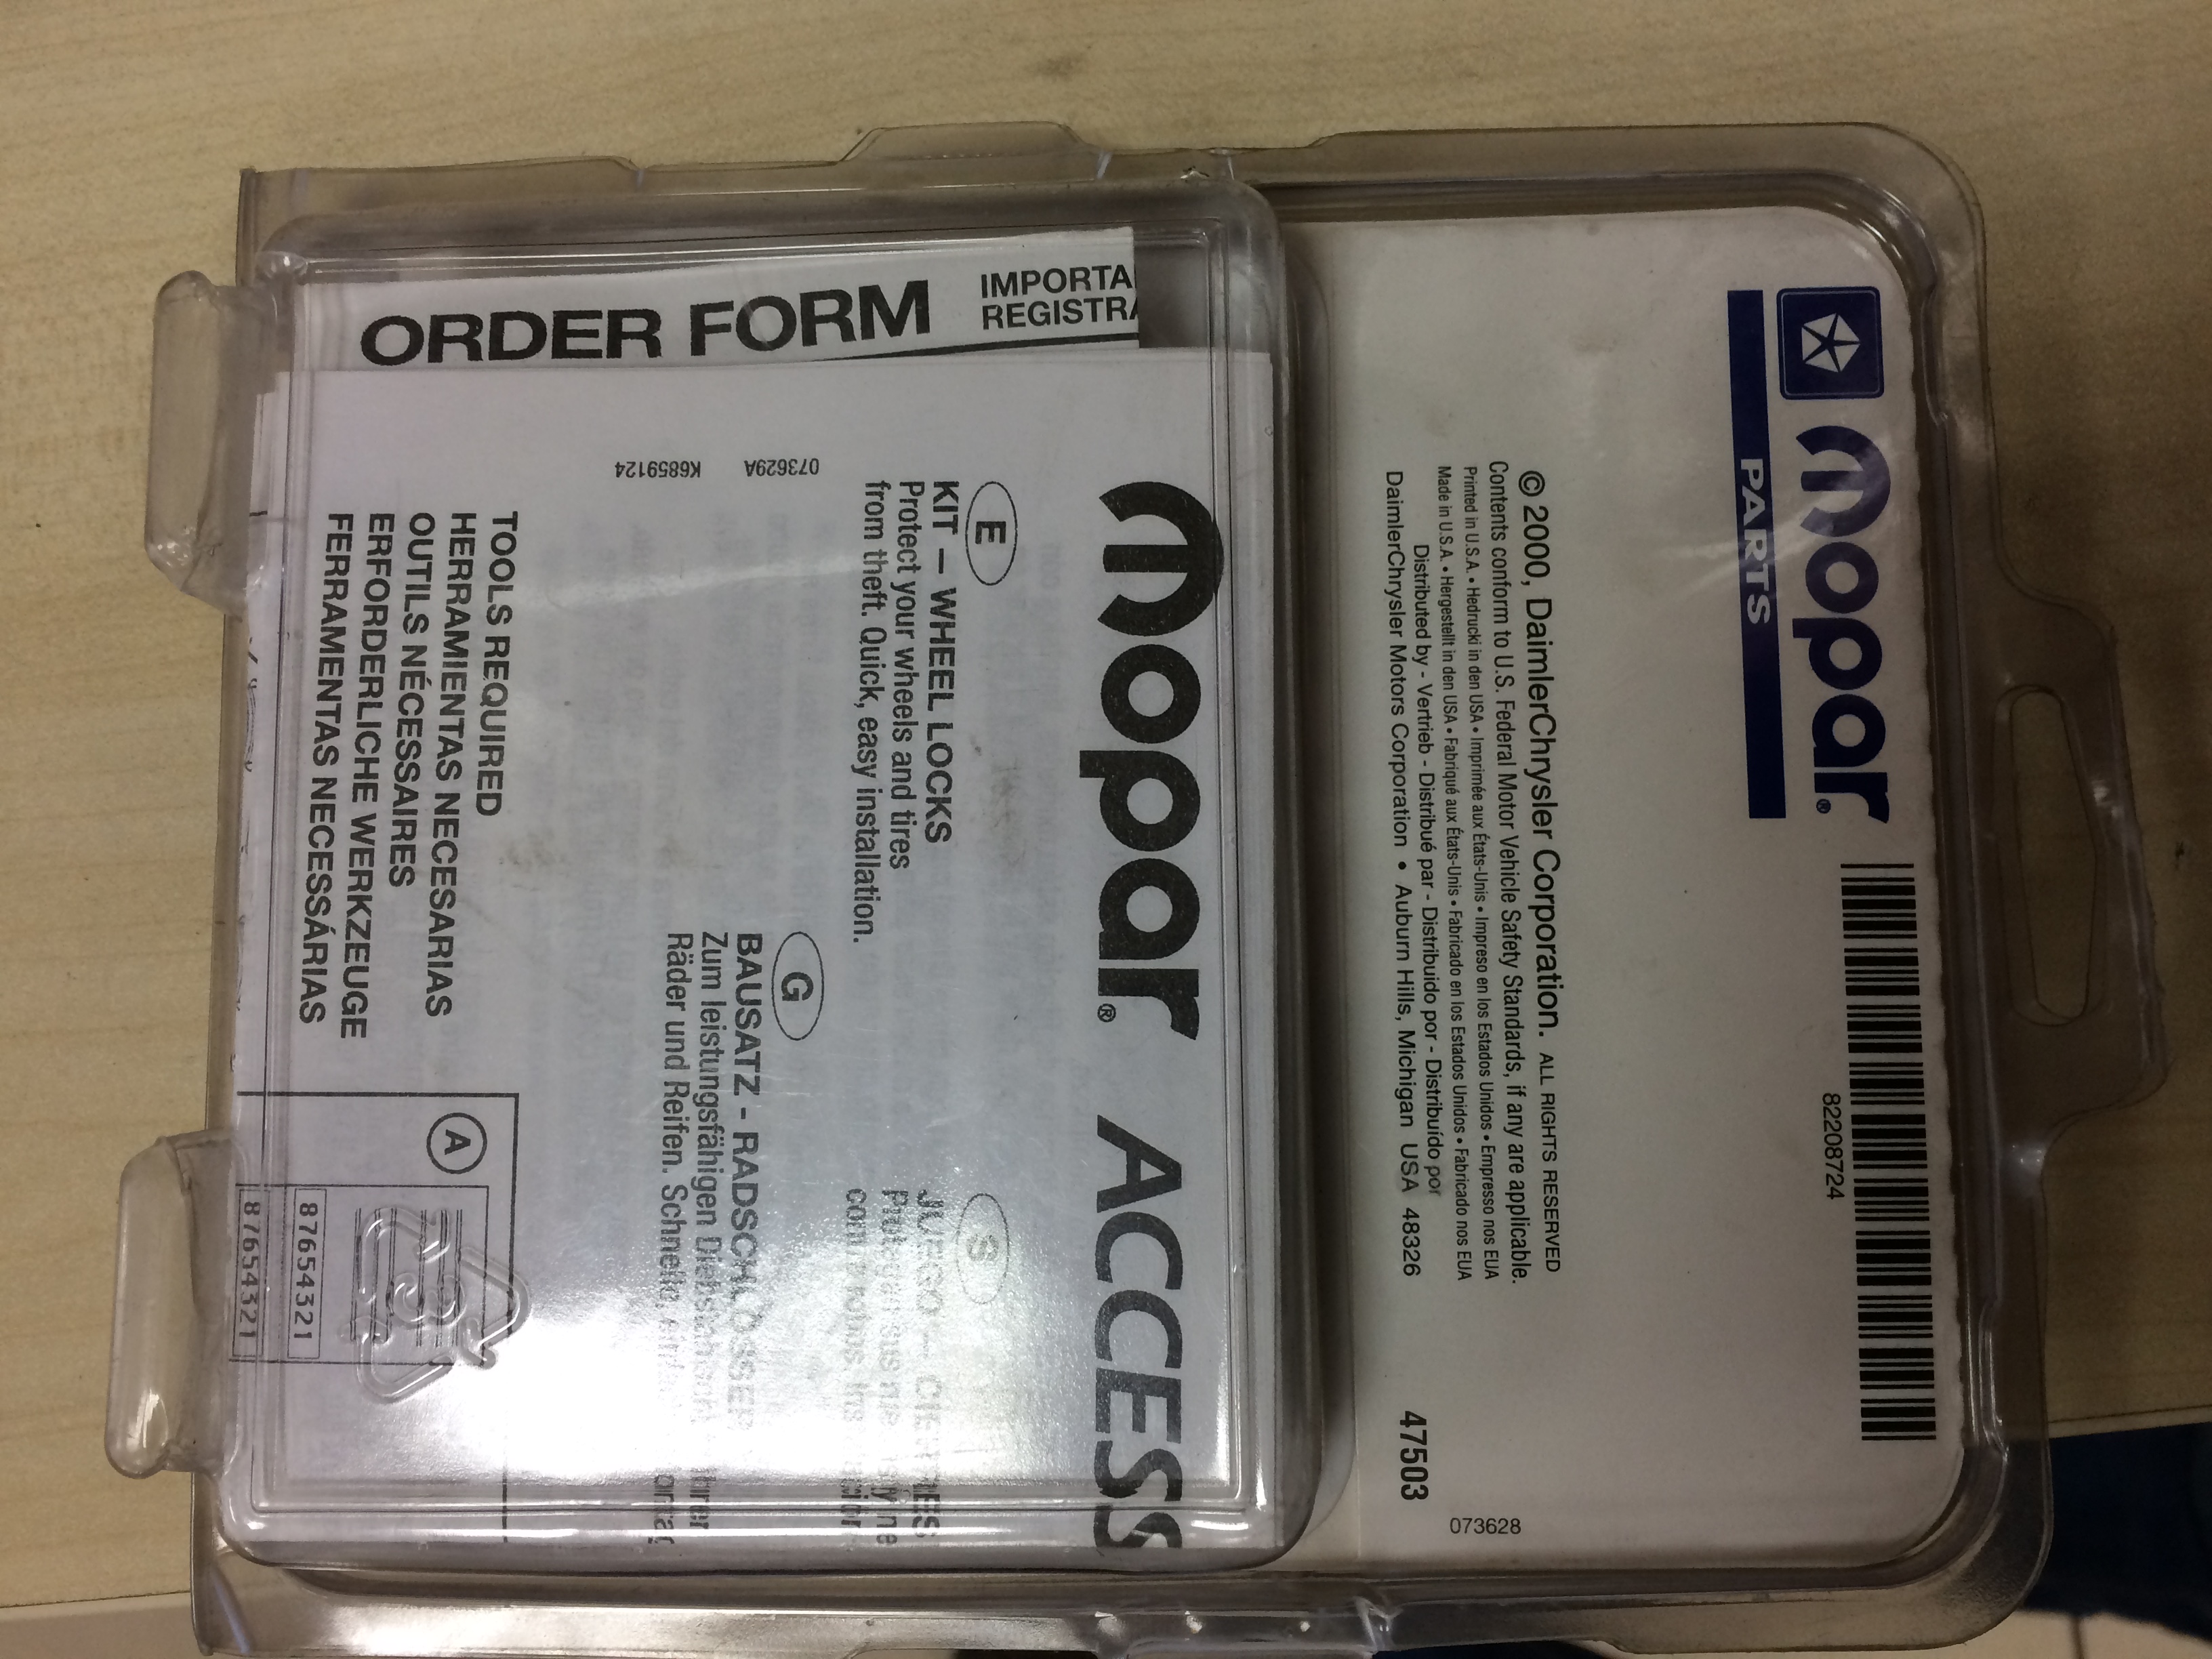 mopar®
PARTS
82208724
© 2000, DaimlerChrysler Corporation. ALL RIGHTS RESERVED
Contents conform to U.S. Federal Motor Vehicle Safety Standards, if any are applicable.
Printed in U.S.A. • Hedruckt in den USA • Imprimée aux États-Unis • Impreso en los Estados Unidos • Empresso nos EUA
Made in U.S.A. • Hergestellt in den USA • Fabriqué aux États-Unis • Fabricado en los Estados Unidos • Fabricado nos EUA
Distributed by - Vertrieb - Distribué par - Distribuido por - Distribuído por
DaimlerChrysler Motors Corporation • Auburn Hills, Michigan USA 48326
47503
073628
ORDER FORM
IMPORTA
REGISTRA
mopar® ACCESS
E
KIT – WHEEL LOCKS
Protect your wheels and tires
from theft. Quick, easy installation.
S
JUEGO –
G
BAUSATZ - RADSCHLÖSSER
Zum leistungsfähigen
Räder und Reifen. Schnelle,
073629A K6859124
TOOLS REQUIRED
HERRAMIENTAS NECESARIAS
OUTILS NÉCESSAIRES
ERFORDERLICHE WERKZEUGE
FERRAMENTAS NECESSÁRIAS
A
87654321
87654321